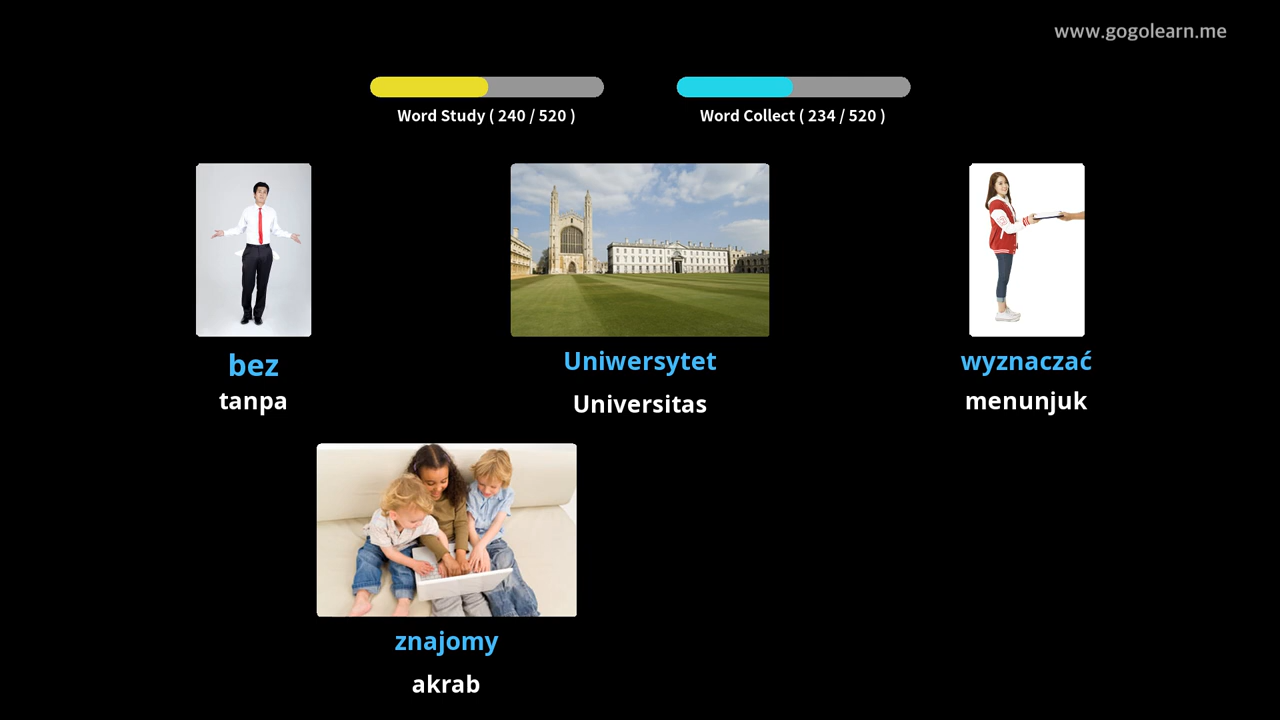 www.gogolearn.me
Word Study ( 240 / 520 )
Word Collect ( 234 / 520 )
bez
tanpa
Uniwersytet
Universitas
wyznaczać
menunjuk
znajomy
akrab